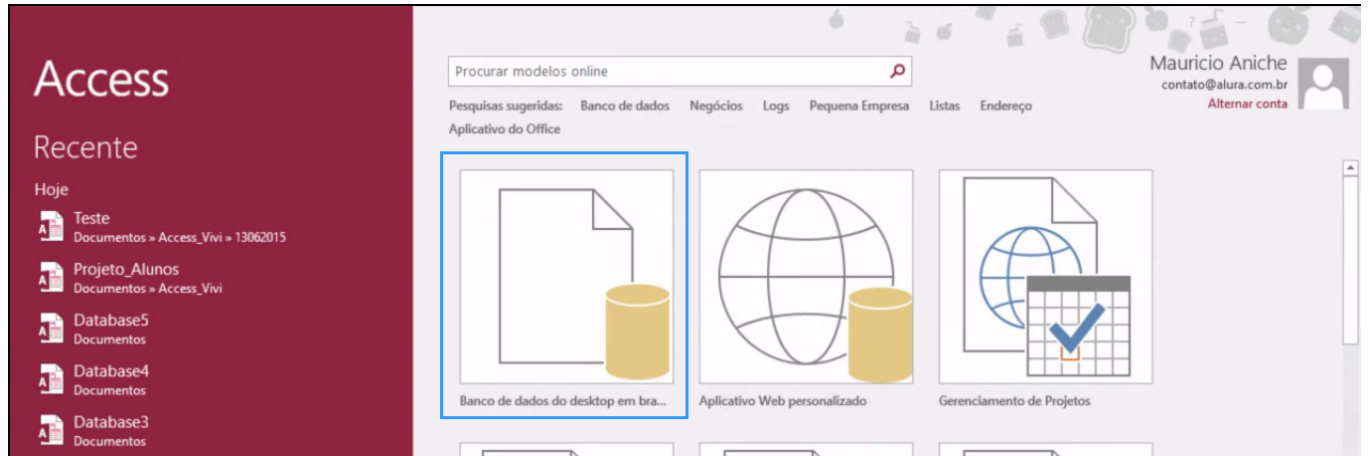 Access
Recente
Hoje
Teste
Documentos » Access_Vivi » 13062015
Projeto_Alunos
Documentos » Access_Vivi
Database5
Documentos
Database4
Documentos
Database3
Documentos
Procurar modelos online
Pesquisas sugeridas: Banco de dados Negócios Logs Pequena Empresa Listas Endereço
Aplicativo do Office
?
Mauricio Aniche
contato@alura.com.br
Alternar conta
Banco de dados do desktop em bra...
Aplicativo Web personalizado
Gerenciamento de Projetos